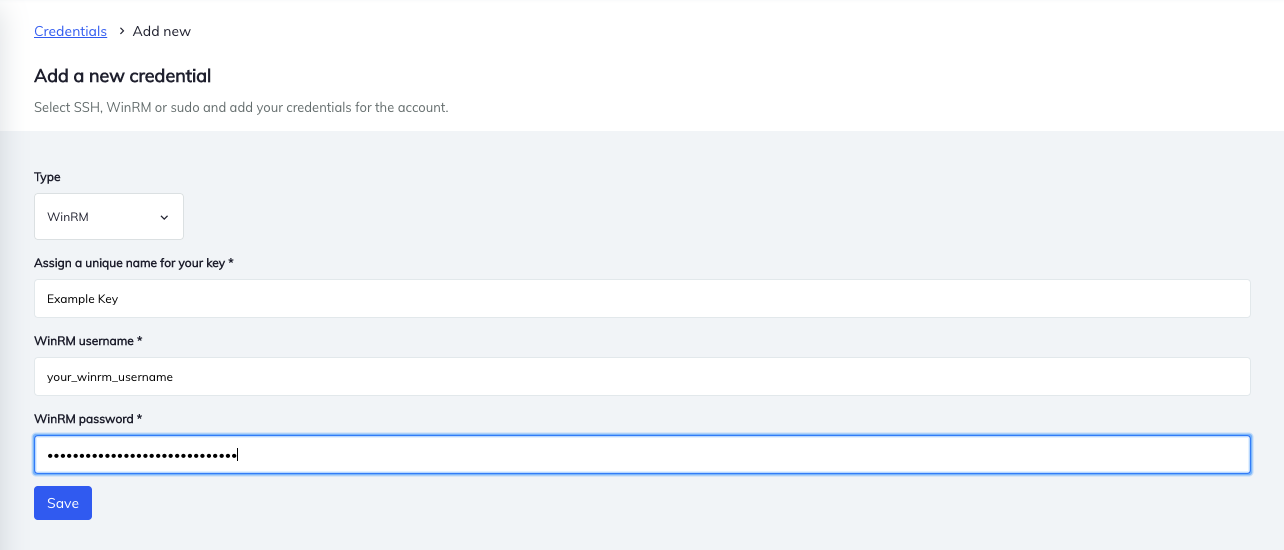 Credentials > Add new
Add a new credential
Select SSH, WinRM or sudo and add your credentials for the account.
Type
WinRM
Assign a unique name for your key *
Example Key
WinRM username *
your_winrm_username
WinRM password *
••••••••••••••••••••••••••••••
Save